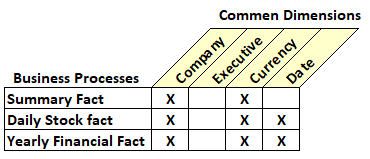 Commen Dimensions
Company
Executive
Currency
Date
Business Processes
Summary Fact X X
Daily Stock fact X X X
Yearly Financial Fact X X X